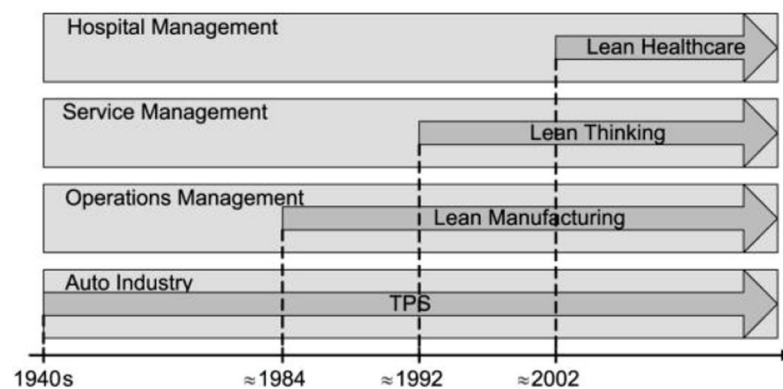 Hospital Management
Lean Healthcare
Service Management
Lean Thinking
Operations Management
Lean Manufacturing
Auto Industry
TPS
1940s ≈1984 ≈1992 ≈2002